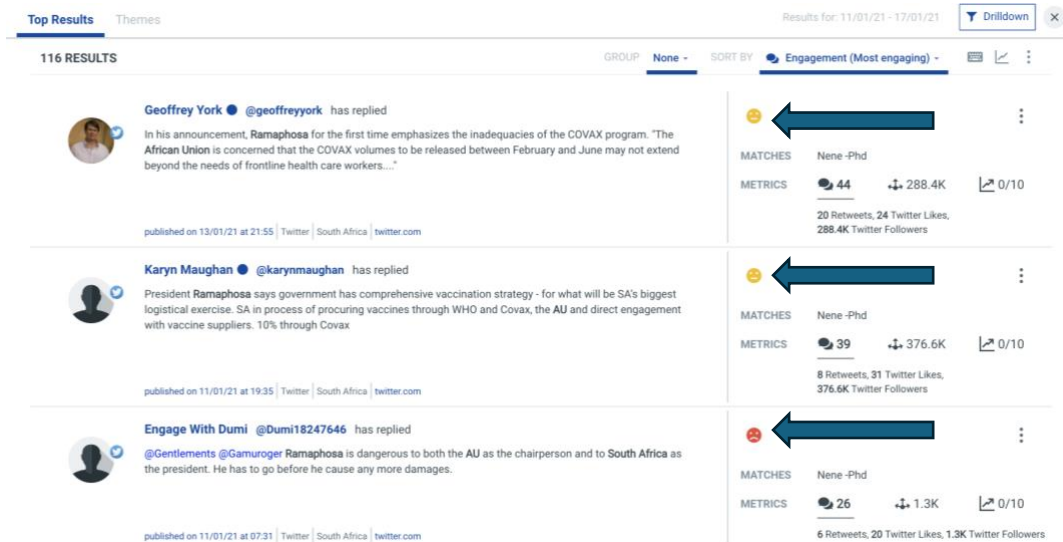 Top Results Themes Results for: 11/01/21 - 17/01/21 Drilldown
116 RESULTS GROUP None SORT BY Engagement (Most engaging)
Geoffrey York @geoffreyyork has replied
In his announcement, Ramaphosa for the first time emphasizes the inadequacies of the COVAX program. "The
African Union is concerned that the COVAX volumes to be released between February and June may not extend
beyond the needs of frontline health care workers...."
MATCHES Nene -Phd
METRICS 44 288.4K 0/10
20 Retweets, 24 Twitter Likes,
288.4K Twitter Followers
published on 13/01/21 at 21:55 | Twitter | South Africa | twitter.com
Karyn Maughan @karynmaughan has replied
President Ramaphosa says government has comprehensive vaccination strategy - for what will be SA's biggest
logistical exercise. SA in process of procuring vaccines through WHO and Covax, the AU and direct engagement
with vaccine suppliers. 10% through Covax
MATCHES Nene -Phd
METRICS 39 376.6K 0/10
8 Retweets, 31 Twitter Likes,
376.6K Twitter Followers
published on 11/01/21 at 19:35 | Twitter | South Africa | twitter.com
Engage With Dumi @Dumi18247646 has replied
@Gentlements @Gamuroger Ramaphosa is dangerous to both the AU as the chairperson and to South Africa as
the president. He has to go before he cause any more damages.
MATCHES Nene -Phd
METRICS 26 1.3K 0/10
6 Retweets, 20 Twitter Likes, 1.3K Twitter Followers
published on 11/01/21 at 07:31 | Twitter | South Africa | twitter.com